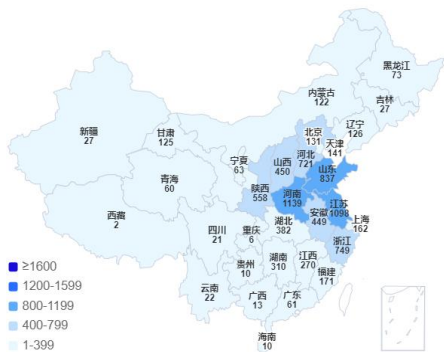 黑龙江
73
内蒙古
122
吉林
27
新疆
27
甘肃
125
北京
131
辽宁
126
天津
141
宁夏
63
山西
450
河北
721
山东
837
青海
60
陕西
558
河南
1139
江苏
1098
西藏
2
安徽
449
上海
162
四川
21
重庆
6
湖北
382
浙江
749
贵州
10
湖南
310
江西
270
福建
171
云南
22
广西
13
广东
61
海南
10
≥1600
1200-1599
800-1199
400-799
1-399